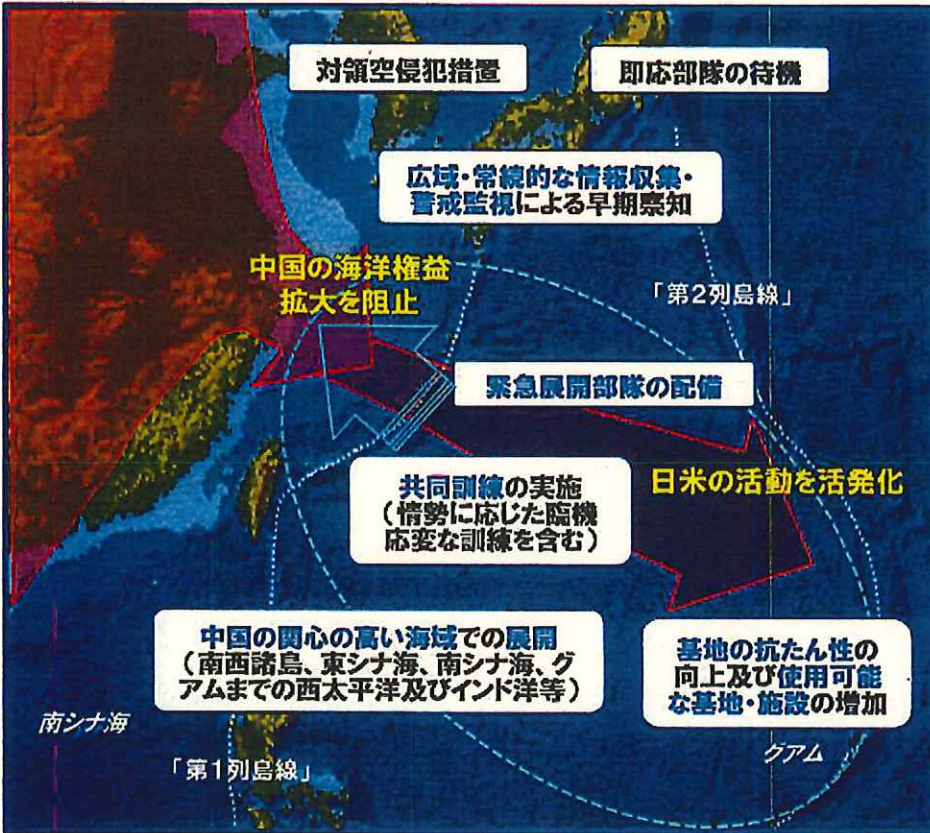 対領空侵犯措置
即応部隊の待機
広域・常続的な情報収集・
警戒監視による早期察知
中国の海洋権益
拡大を阻止
「第2列島線」
緊急展開部隊の配備
共同訓練の実施
(情勢に応じた臨機
応変な訓練を含む)
日米の活動を活発化
中国の関心の高い海域での展開
(南西諸島、東シナ海、南シナ海、グ
アムまでの西太平洋及びインド洋等)
基地の抗たん性の
向上及び使用可能
な基地・施設の増加
南シナ海
「第1列島線」
グアム